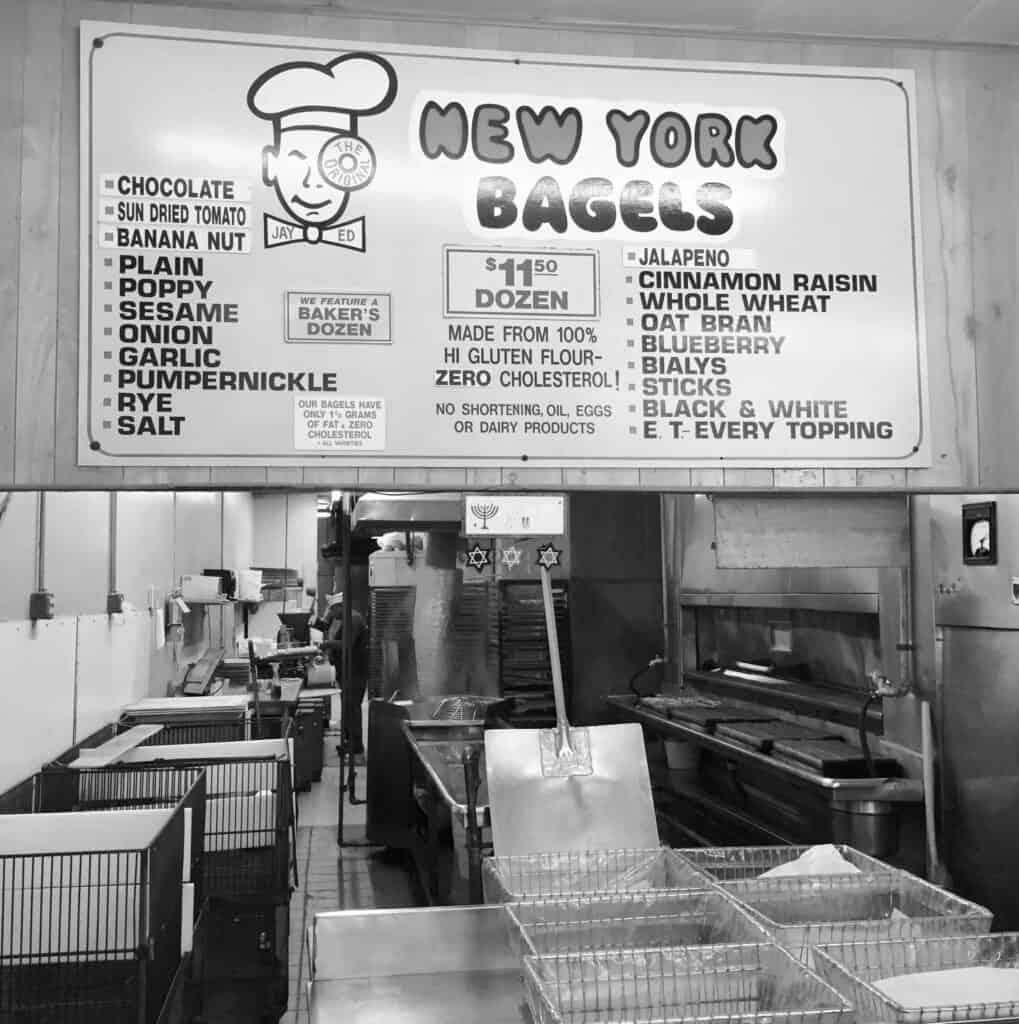 THE
ORIGINAL
JAY ED
NEW YORK
BAGELS
CHOCOLATE
SUN DRIED TOMATO
BANANA NUT
PLAIN
POPPY
SESAME
ONION
GARLIC
PUMPERNICKLE
RYE
SALT
WE FEATURE A
BAKER'S
DOZEN
OUR BAGELS HAVE
ONLY 1½ GRAMS
OF FAT & ZERO
CHOLESTEROL
- ALL VARIETIES
$11.50
DOZEN
MADE FROM 100%
HI GLUTEN FLOUR-
ZERO CHOLESTEROL!
NO SHORTENING, OIL, EGGS
OR DAIRY PRODUCTS
JALAPENO
CINNAMON RAISIN
WHOLE WHEAT
OAT BRAN
BLUEBERRY
BIALYS
STICKS
BLACK & WHITE
E. T.-EVERY TOPPING